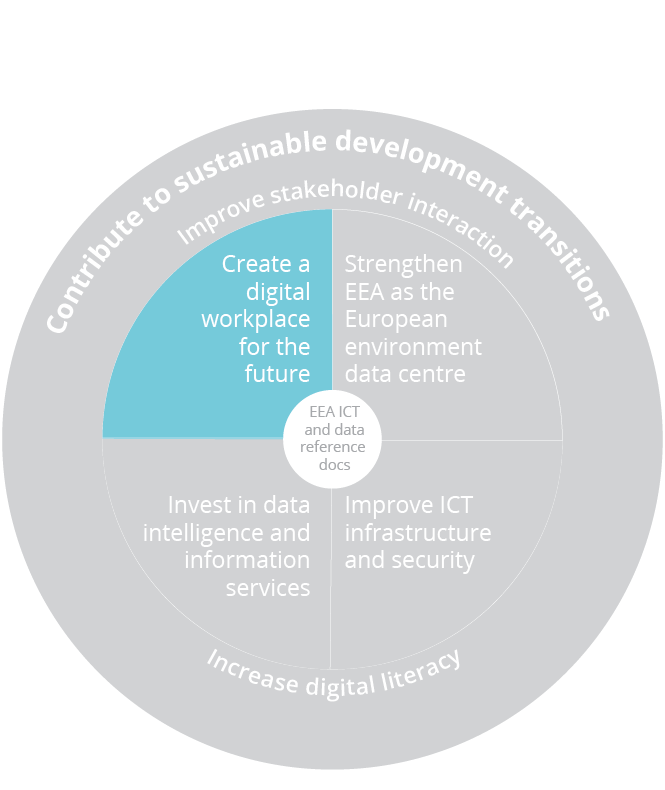 Contribute to sustainable development transitions
Improve stakeholder interaction
Create a
digital
workplace
for the
future
Strengthen
EEA as the
European
environment
data centre
EEA ICT
and data
reference
docs
Invest in data
intelligence and
information
services
Improve ICT
infrastructure
and security
Increase digital literacy